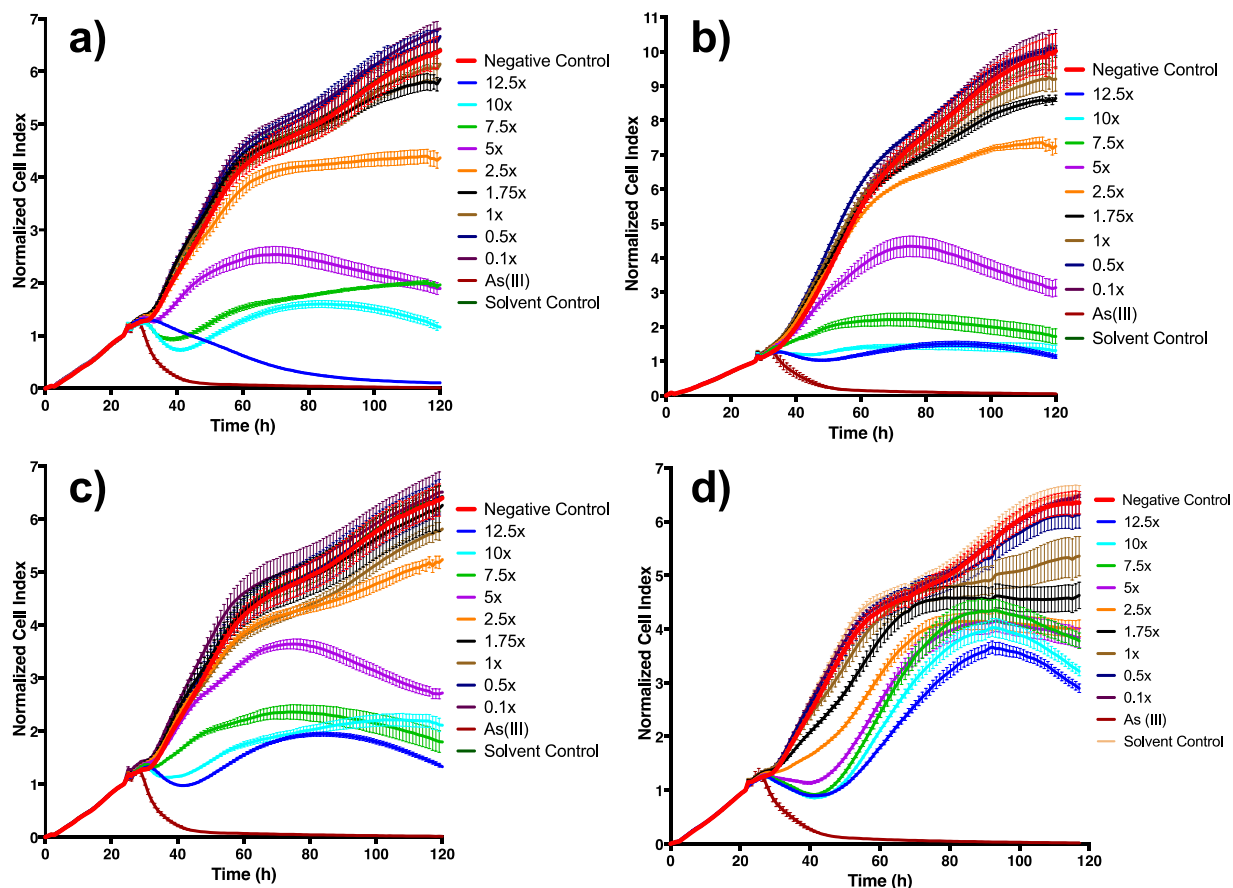 a)
Normalized Cell Index
7
6
5
4
3
2
1
0
0 20 40 60 80 100 120
Time (h)
Negative Control
12.5x
10x
7.5x
5x
2.5x
1.75x
1x
0.5x
0.1x
As(III)
Solvent Control
b)
Normalized Cell Index
11
10
9
8
7
6
5
4
3
2
1
0
0 20 40 60 80 100 120
Time (h)
Negative Control
12.5x
10x
7.5x
5x
2.5x
1.75x
1x
0.5x
0.1x
As(III)
Solvent Control
c)
Normalized Cell Index
7
6
5
4
3
2
1
0
0 20 40 60 80 100 120
Time (h)
Negative Control
12.5x
10x
7.5x
5x
2.5x
1.75x
1x
0.5x
0.1x
As(III)
Solvent Control
d)
Normalized Cell Index
7
6
5
4
3
2
1
0
0 20 40 60 80 100 120
Time (h)
Negative Control
12.5x
10x
7.5x
5x
2.5x
1.75x
1x
0.5x
0.1x
As (III)
Solvent Control